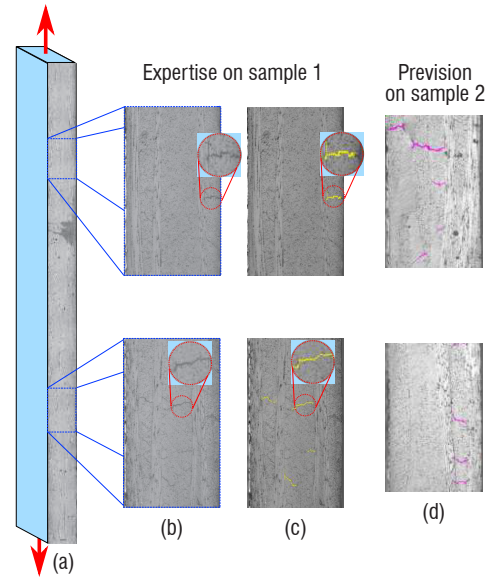 Expertise on sample 1
Prevision
on sample 2
(a)
(b)
(c)
(d)